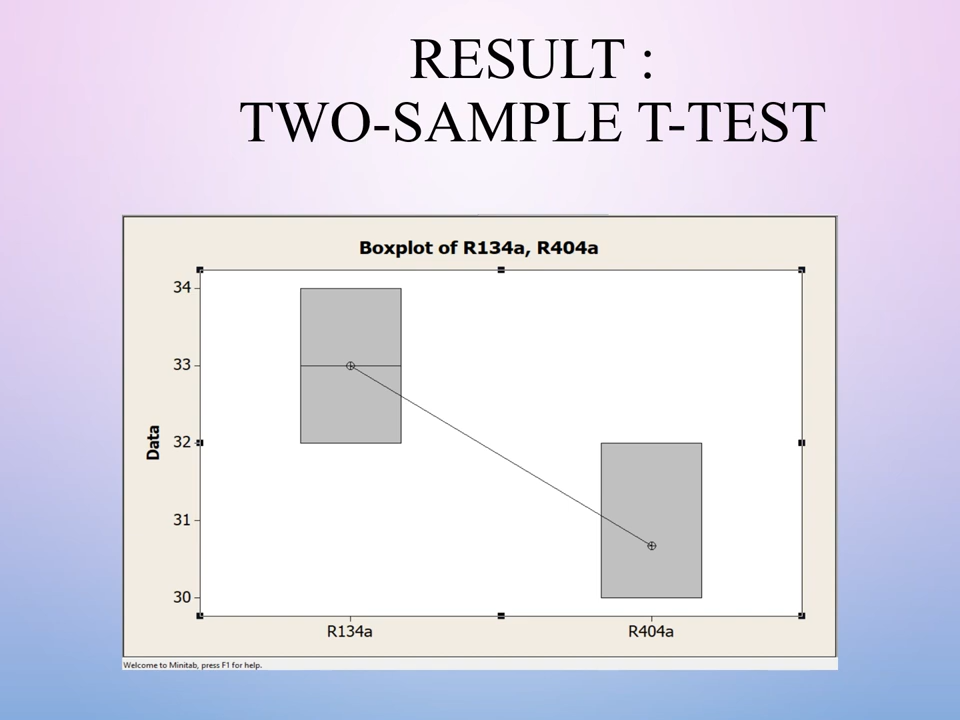 RESULT :
TWO-SAMPLE T-TEST
Boxplot of R134a, R404a
34
33
32
31
30
Data
R134a
R404a
Welcome to Minitab, press F1 for help.